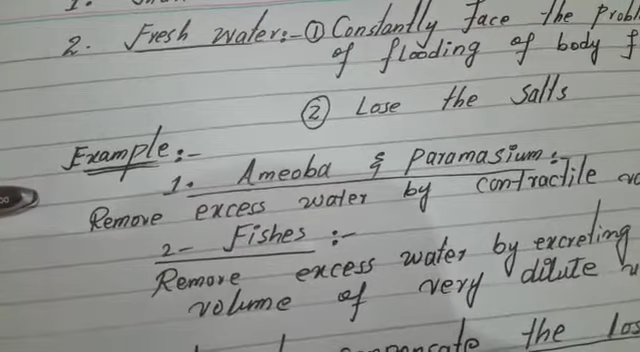 1.
2. Fresh water:- ① Constantly face the
of flooding of body
② Lose the salts
Example:-
1. Ameoba & Paramasium:-
Remove excess water by contractile
2- Fishes :-
Remove excess water by excreting
volume of very dilute
the